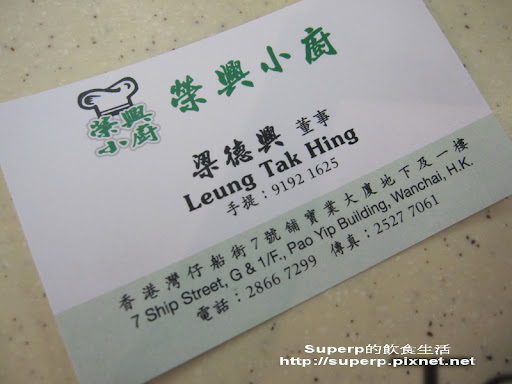 榮興
小廚
榮興小廚
梁德興 董事
Leung Tak Hing
手提：9192 1625
香港灣仔船街7號舖寶業大廈地下及一樓
7 Ship Street, G & 1/F., Pao Yip Building, Wanchai, H.K.
電話：2866 7299 傳真：2527 7061
Superp的飲食生活
http://superp.pixnet.net